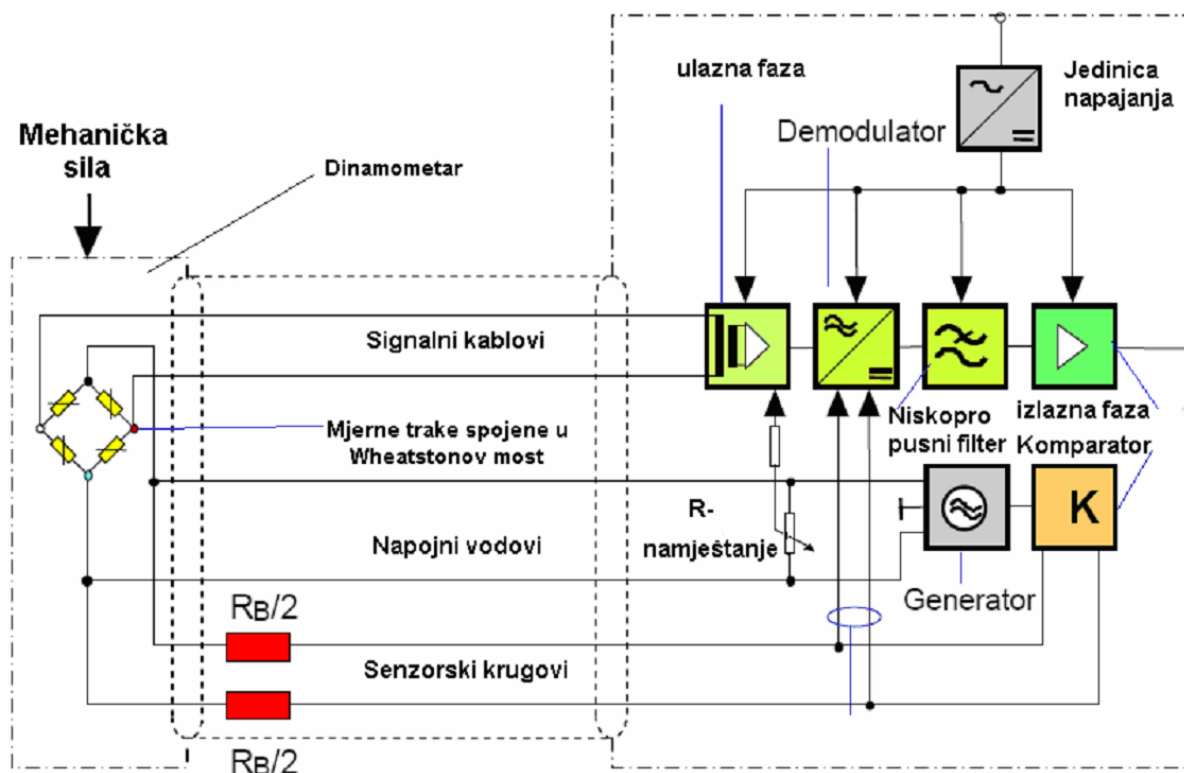 ulazna faza
Jedinica
napajanja
Demodulator
Mehanička
sila
Dinamometar
Signalni kablovi
Mjerne trake spojene u
Wheatstonov most
Niskopro
pusni filter
izlazna faza
Komparator
R-
namještanje
K
Napojni vodovi
Generator
RB/2
Senzorski krugovi
RB/2